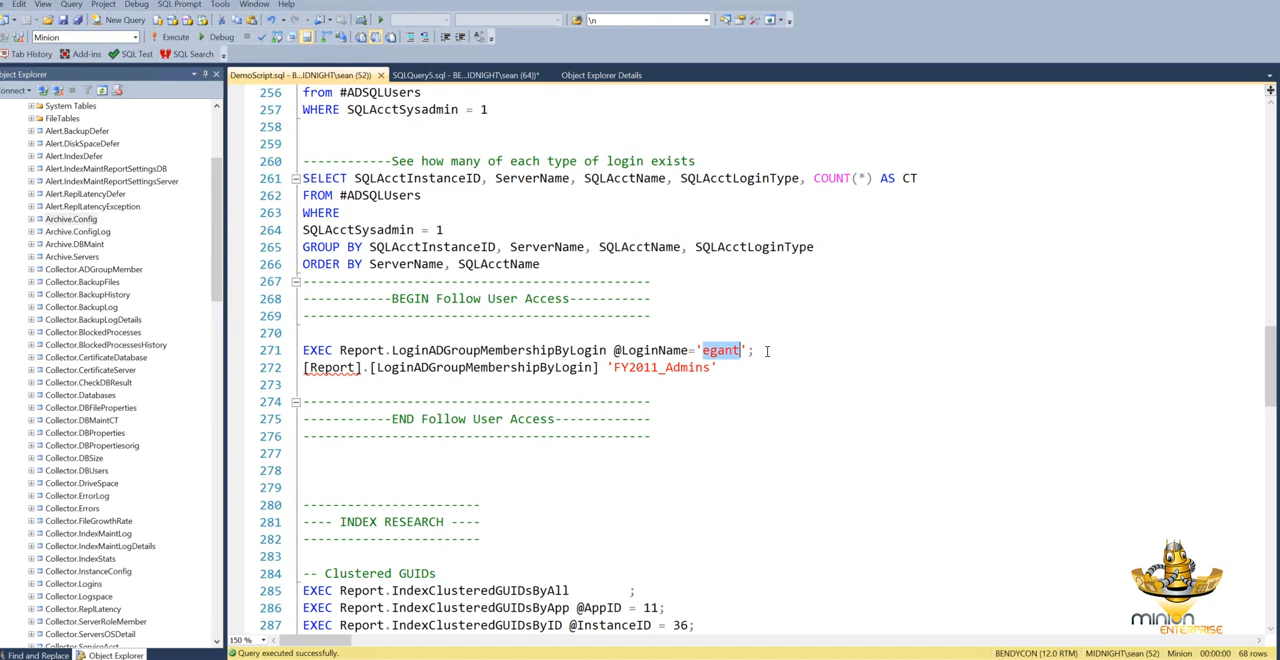 Edit View Query Project Debug SQL Prompt Tools Window Help
New Query \n
Minion Execute Debug
Tab History Add-ins SQL Test SQL Search
bject Explorer
DemoScript.sql - B...IDNIGHT\sean (52)) SQLQuery5.sql - BE...IDNIGHT\sean (64))* Object Explorer Details
onnect
System Tables
FileTables
Alert.BackupDefer
Alert.DiskSpaceDefer
Alert.IndexDefer
Alert.IndexMaintReportSettingsDB
Alert.IndexMaintReportSettingsServer
Alert.ReplLatencyDefer
Alert.ReplLatencyException
Archive.Config
Archive.ConfigLog
Archive.DBMaint
Archive.Servers
Collector.ADGroupMember
Collector.BackupFiles
Collector.BackupHistory
Collector.BackupLog
Collector.BackupLogDetails
Collector.BlockedProcesses
Collector.BlockedProcessesHistory
Collector.CertificateDatabase
Collector.CertificateServer
Collector.CheckDBResult
Collector.Databases
Collector.DBFileProperties
Collector.DBMaintCT
Collector.DBProperties
Collector.DBPropertiesorig
Collector.DBSize
Collector.DBUsers
Collector.DriveSpace
Collector.ErrorLog
Collector.Errors
Collector.FileGrowthRate
Collector.IndexMaintLog
Collector.IndexMaintLogDetails
Collector.IndexStats
Collector.InstanceConfig
Collector.Logins
Collector.Logspace
Collector.ReplLatency
Collector.ServerRoleMember
Collector.ServersOSDetail
Collector.ServiceAcct
Find and Replace Object Explorer
256 from #ADSQLUsers
257 WHERE SQLAcctSysadmin = 1
258
259
260 ------------See how many of each type of login exists
261 SELECT SQLAcctInstanceID, ServerName, SQLAcctName, SQLAcctLoginType, COUNT(*) AS CT
262 FROM #ADSQLUsers
263 WHERE
264 SQLAcctSysadmin = 1
265 GROUP BY SQLAcctInstanceID, ServerName, SQLAcctName, SQLAcctLoginType
266 ORDER BY ServerName, SQLAcctName
267 -----------------------------------------------
268 ------------BEGIN Follow User Access-----------
269 -----------------------------------------------
270
271 EXEC Report.LoginADGroupMembershipByLogin @LoginName='egant';
272 [Report].[LoginADGroupMembershipByLogin] 'FY2011_Admins'
273
274 -----------------------------------------------
275 ------------END Follow User Access-------------
276 -----------------------------------------------
277
278
279
280 ------------------------
281 ---- INDEX RESEARCH ----
282 ------------------------
283
284 -- Clustered GUIDs
285 EXEC Report.IndexClusteredGUIDsByAll ;
286 EXEC Report.IndexClusteredGUIDsByApp @AppID = 11;
287 EXEC Report.IndexClusteredGUIDsByID @InstanceID = 36;
150 %
minion
ENTERPRISE
Query executed successfully. BENDYCON (12.0 RTM) MIDNIGHT\sean (52) Minion 00:00:00 68 rows